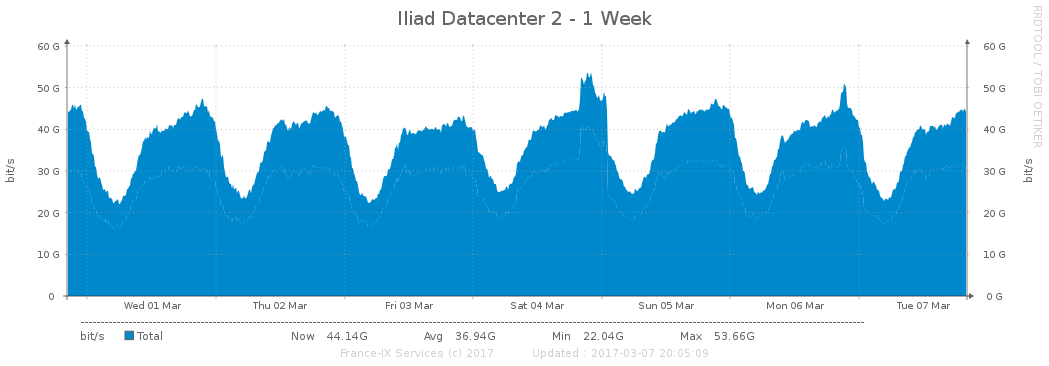 Iliad Datacenter 2 - 1 Week
RRDTOOL / TOBI OETIKER
bit/s
60 G
50 G
40 G
30 G
20 G
10 G
0
60 G
50 G
40 G
30 G
20 G
10 G
0 G
bit/s
Wed 01 Mar Thu 02 Mar Fri 03 Mar Sat 04 Mar Sun 05 Mar Mon 06 Mar Tue 07 Mar
bit/s Total Now 44.14G Avg 36.94G Min 22.04G Max 53.66G
France-IX Services (c) 2017 Updated : 2017-03-07 20:05:09